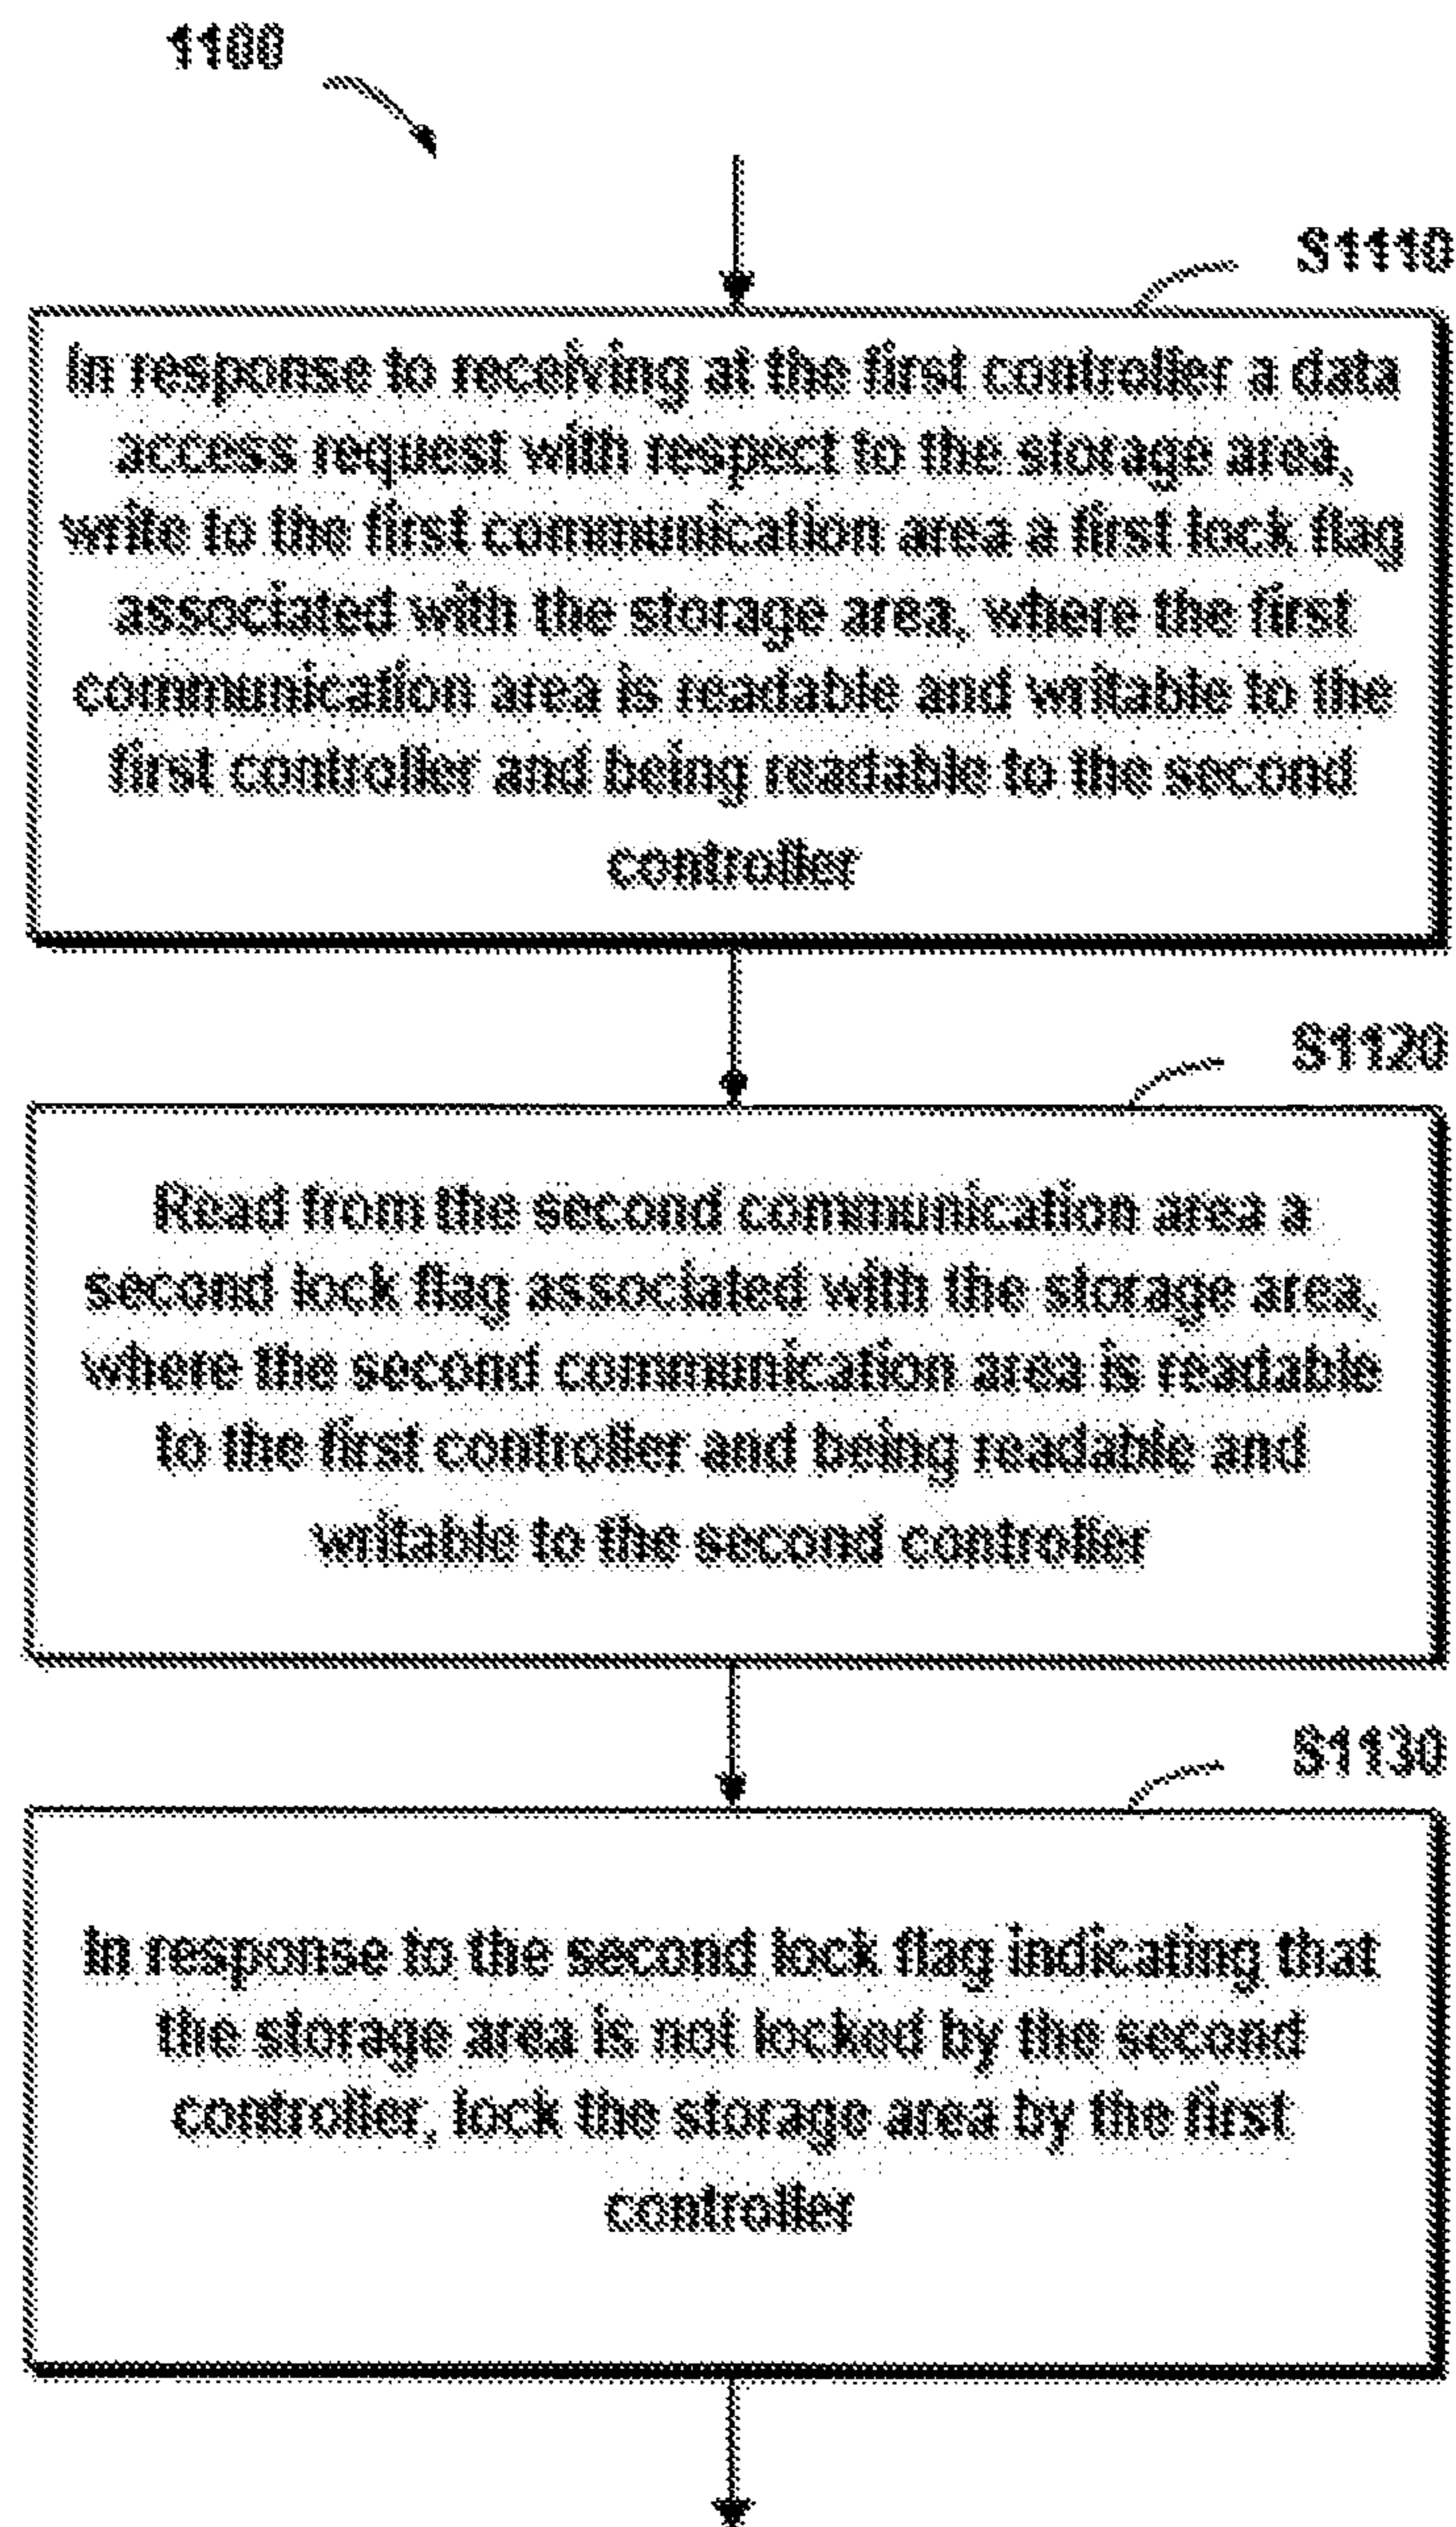 1100
S1110
In response to receiving at the first controller a data
access request with respect to the storage area,
write to the first communication area a first lock flag
associated with the storage area, where the first
communication area is readable and writable to the
first controller and being readable to the second
controller
S1120
Read from the second communication area a
second lock flag associated with the storage area,
where the second communication area is readable
to the first controller and being readable and
writable to the second controller
S1130
In response to the second lock flag indicating that
the storage area is not locked by the second
controller, lock the storage area by the first
controller